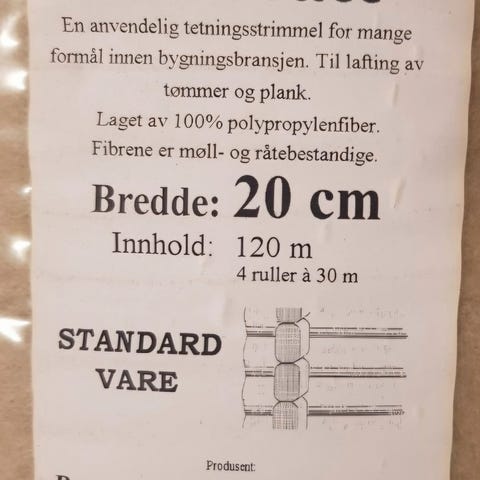 En anvendelig tetningsstrimmel for mange
formål innen bygningsbransjen. Til lafting av
tømmer og plank.
Laget av 100% polypropylenfiber.
Fibrene er møll- og råtebestandige.
Bredde: 20 cm
Innhold: 120 m
4 ruller à 30 m
STANDARD
VARE
Produsent: